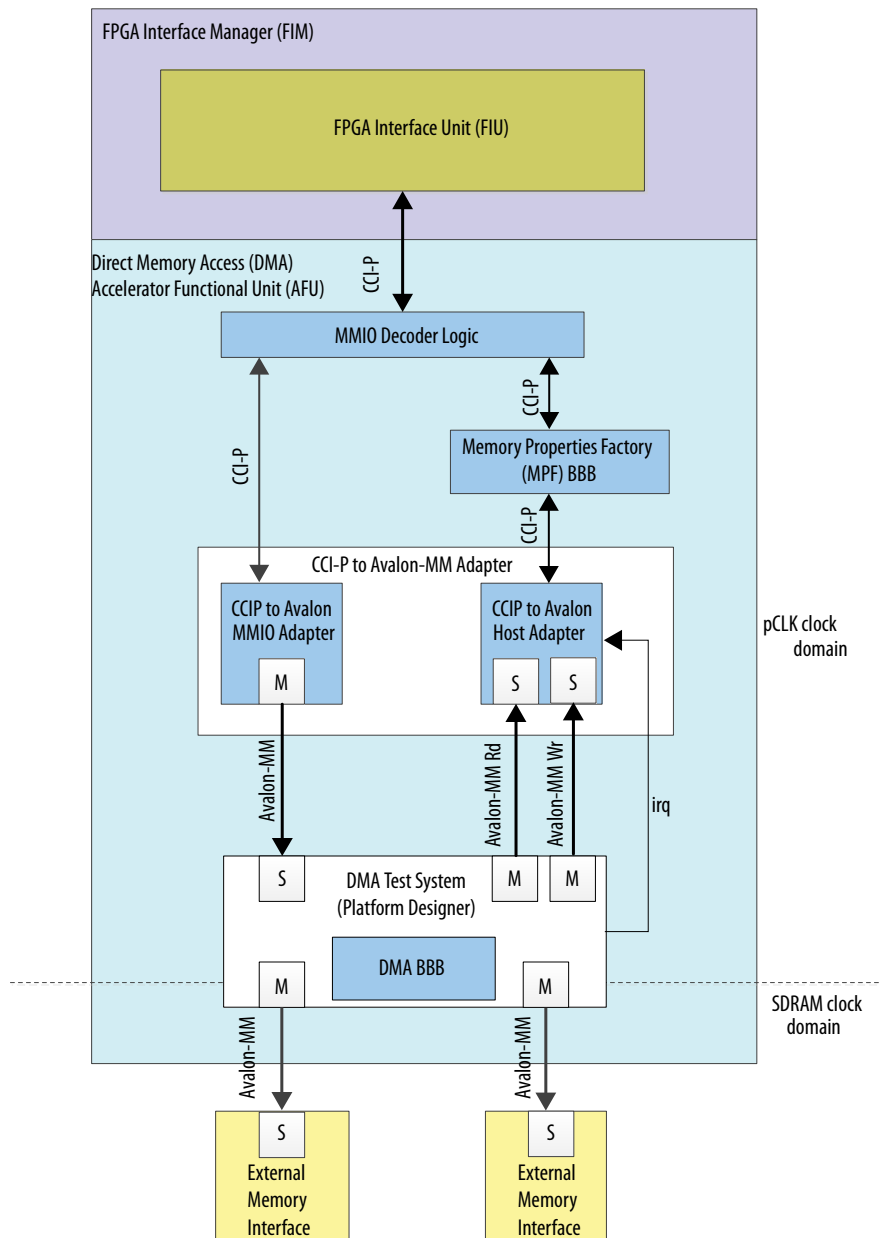 FPGA Interface Manager (FIM)
FPGA Interface Unit (FIU)
CCI-P
Direct Memory Access (DMA)
Accelerator Functional Unit (AFU)
MMIO Decoder Logic
CCI-P
CCI-P
Memory Properties Factory
(MPF) BBB
CCI-P
CCI-P to Avalon-MM Adapter
CCIP to Avalon
MMIO Adapter
M
CCIP to Avalon
Host Adapter
S
S
pCLK clock
domain
Avalon-MM
Avalon-MM Rd
Avalon-MM Wr
irq
S
DMA Test System
(Platform Designer)
M
M
DMA BBB
M
M
SDRAM clock
domain
Avalon-MM
Avalon-MM
S
External
Memory
Interface
S
External
Memory
Interface